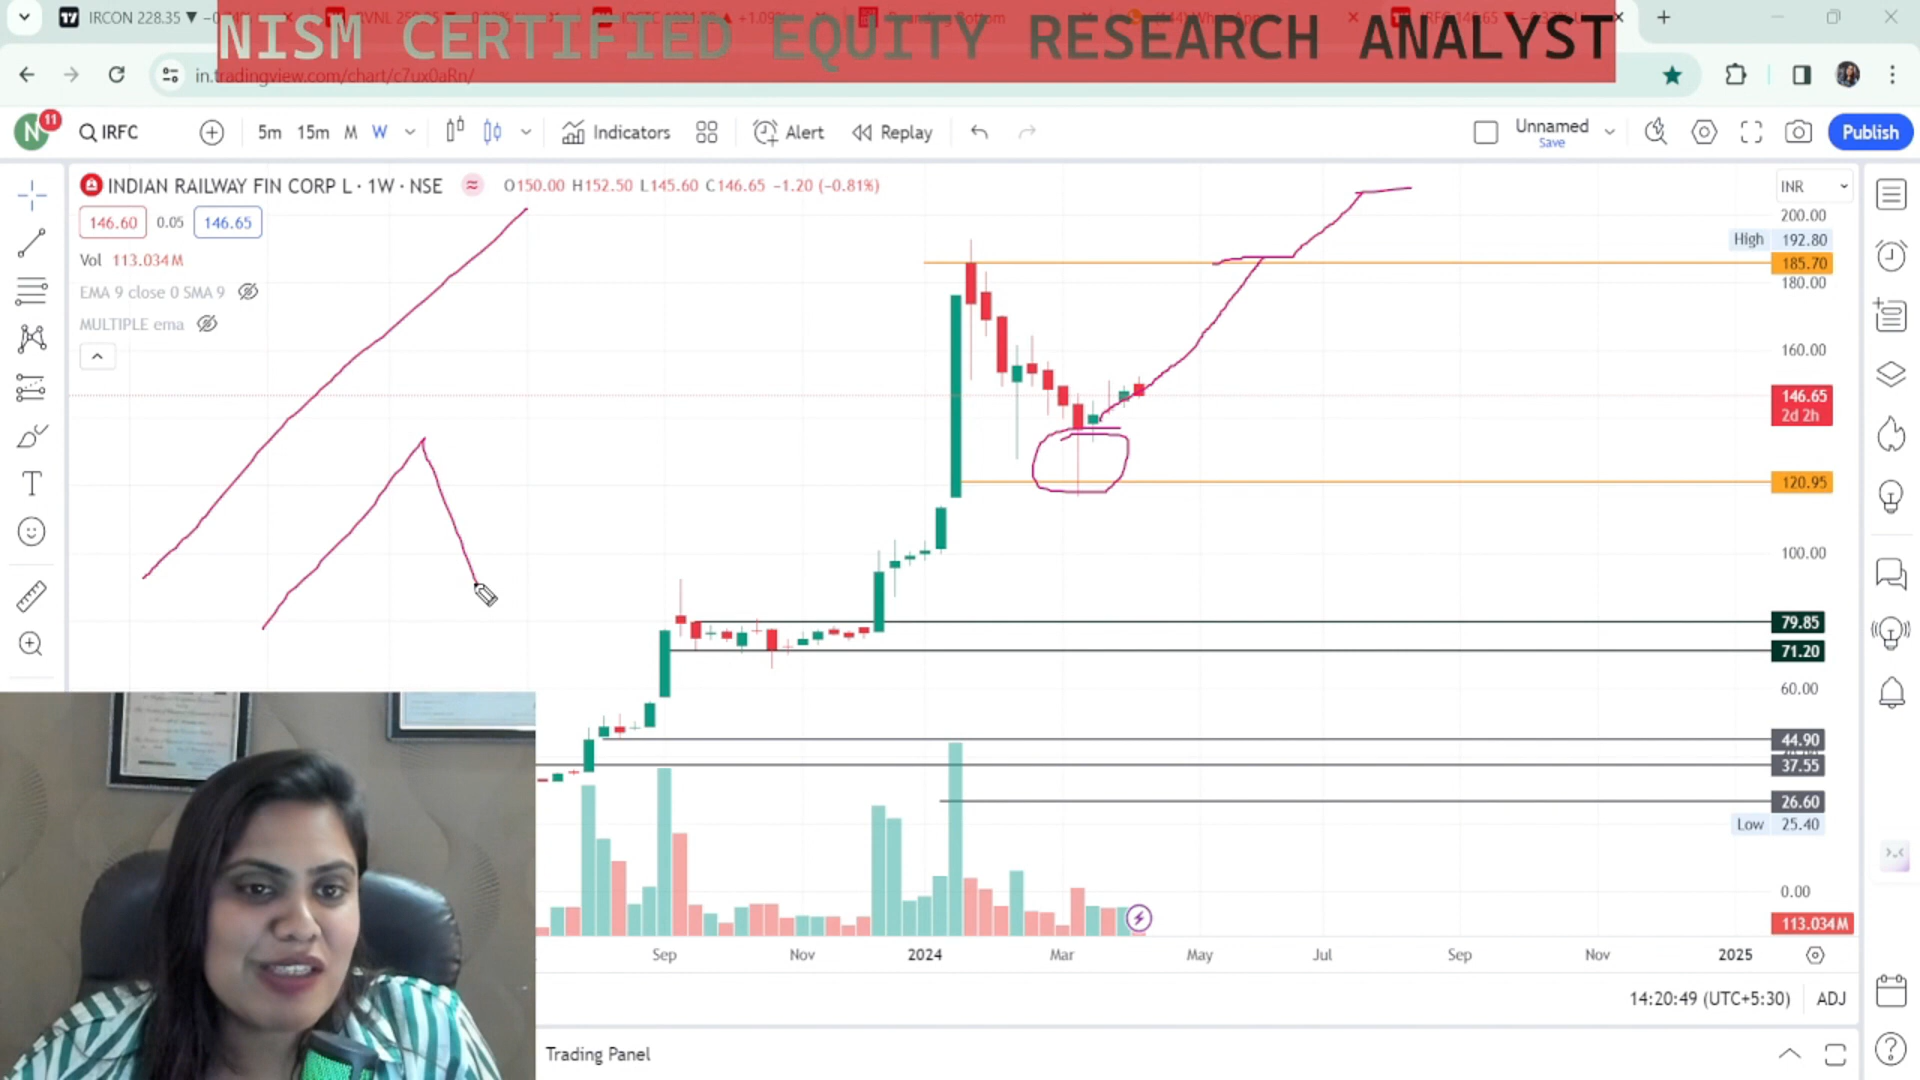 IRCON 228.35 ▼
NISM CERTIFIED EQUITY RESEARCH ANALYST
in.tradingview.com/chart/c7ux0aRn/
N 11
IRFC
5m 15m M W
Indicators
Alert
Replay
Unnamed
Save
Publish
INDIAN RAILWAY FIN CORP L · 1W · NSE
O150.00 H152.50 L145.60 C146.65 −1.20 (−0.81%)
146.60 0.05 146.65
Vol 113.034M
EMA 9 close 0 SMA 9
MULTIPLE ema
INR
200.00
High 192.80
185.70
180.00
160.00
146.65
2d 2h
120.95
100.00
79.85
71.20
60.00
44.90
37.55
26.60
Low 25.40
0.00
113.034M
Sep Nov 2024 Mar May Jul Sep Nov 2025
14:20:49 (UTC+5:30) ADJ
Trading Panel